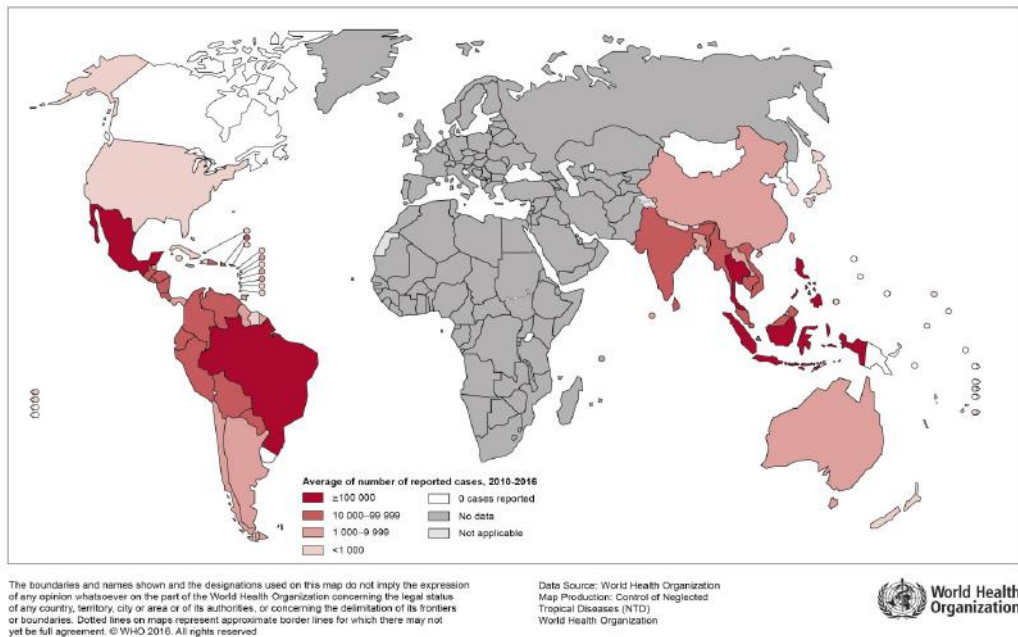 Average of number of reported cases, 2010-2016
≥100 000
10 000–99 999
1 000–9 999
<1 000
0 cases reported
No data
Not applicable
The boundaries and names shown and the designations used on this map do not imply the expression
of any opinion whatsoever on the part of the World Health Organization concerning the legal status
of any country, territory, city or area or of its authorities, or concerning the delimitation of its frontiers
or boundaries. Dotted lines on maps represent approximate border lines for which there may not
yet be full agreement. © WHO 2016. All rights reserved
Data Source: World Health Organization
Map Production: Control of Neglected
Tropical Diseases (NTD)
World Health Organization
World Health
Organization